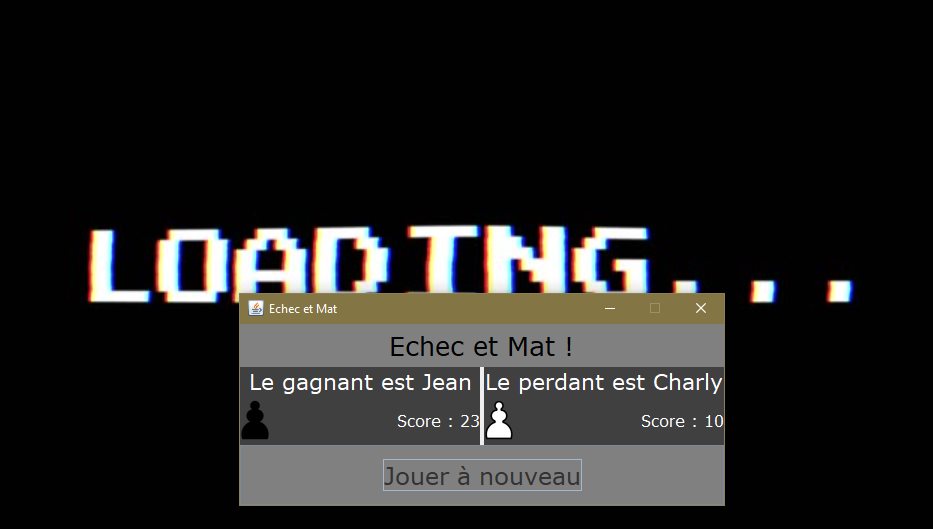 LOADING...
Echec et Mat
Echec et Mat !
Le gagnant est Jean
Score : 23
Le perdant est Charly
Score : 10
Jouer à nouveau